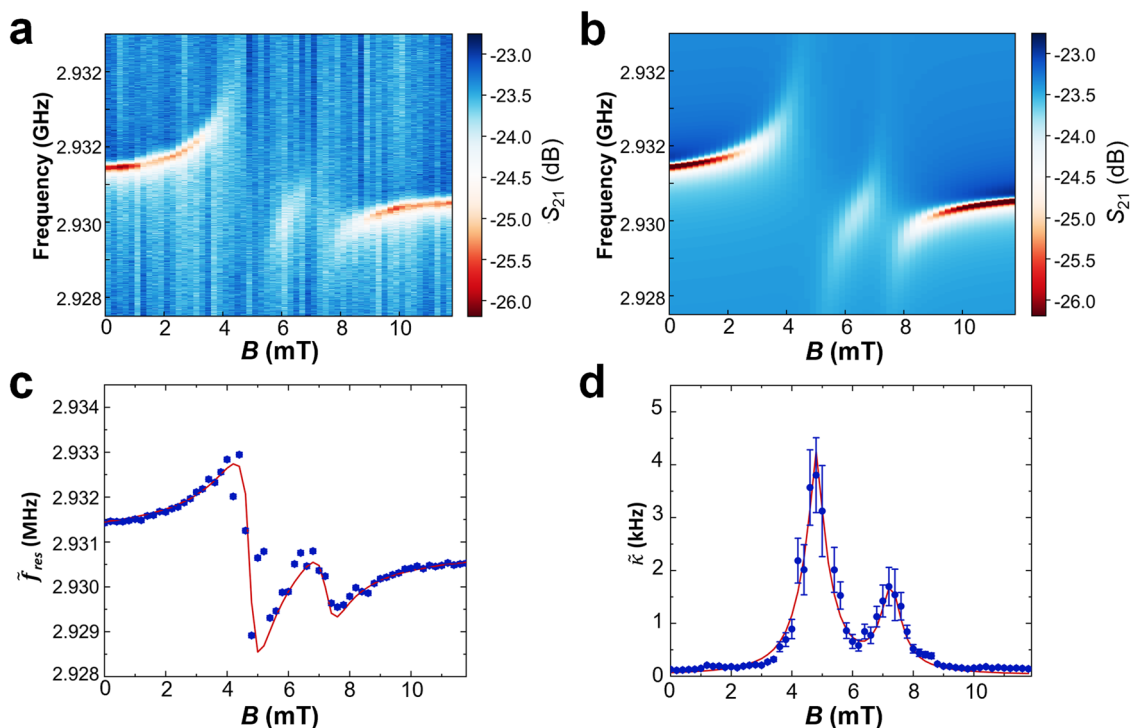 a
Frequency (GHz)
2.932
2.932
2.930
2.928
0 2 4 6 8 10
B (mT)
-23.0
-23.5
-24.0
-24.5
-25.0
-25.5
-26.0
S21 (dB)
b
Frequency (GHz)
2.932
2.932
2.930
2.928
0 2 4 6 8 10
B (mT)
-23.0
-23.5
-24.0
-24.5
-25.0
-25.5
-26.0
S21 (dB)
c
f̃res (MHz)
2.934
2.933
2.932
2.931
2.930
2.929
2.928
0 2 4 6 8 10
B (mT)
d
κ̃ (kHz)
5
4
3
2
1
0
0 2 4 6 8 10
B (mT)